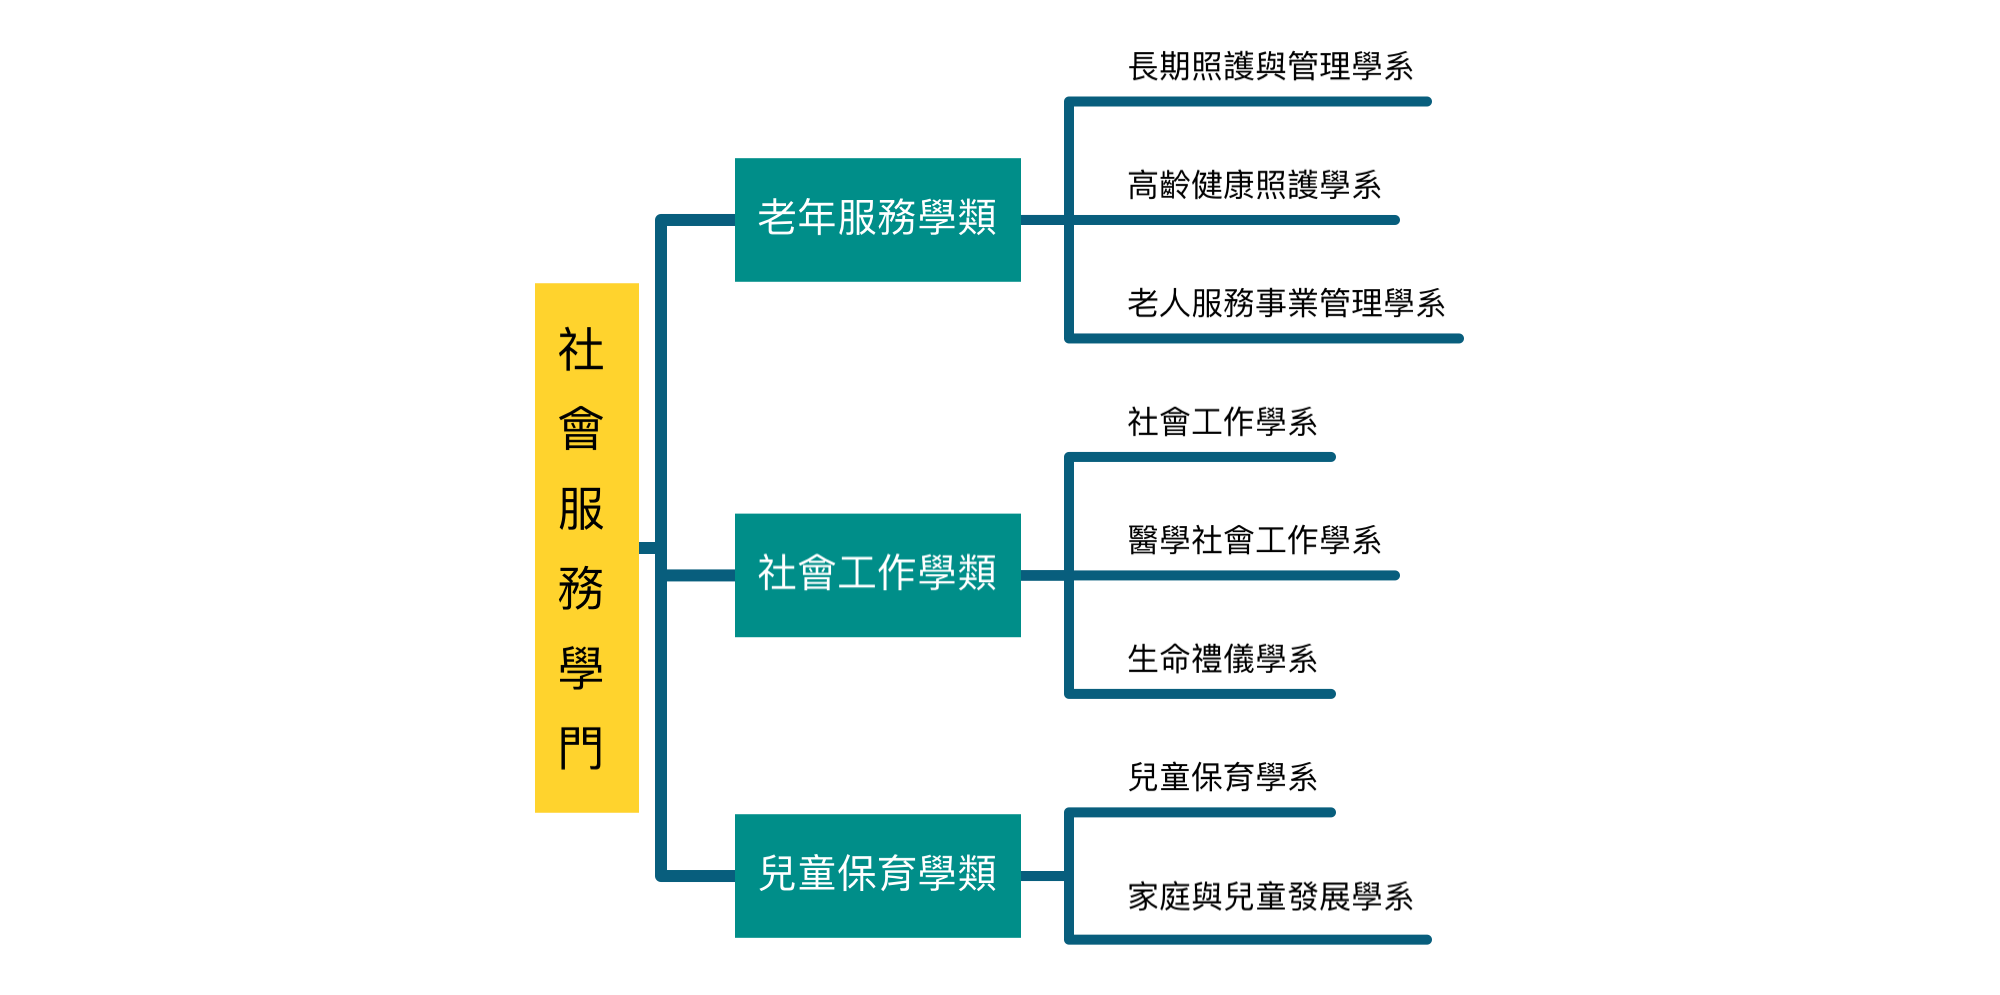 社會服務學門
老年服務學類
長期照護與管理學系
高齡健康照護學系
老人服務事業管理學系
社會工作學類
社會工作學系
醫學社會工作學系
生命禮儀學系
兒童保育學類
兒童保育學系
家庭與兒童發展學系